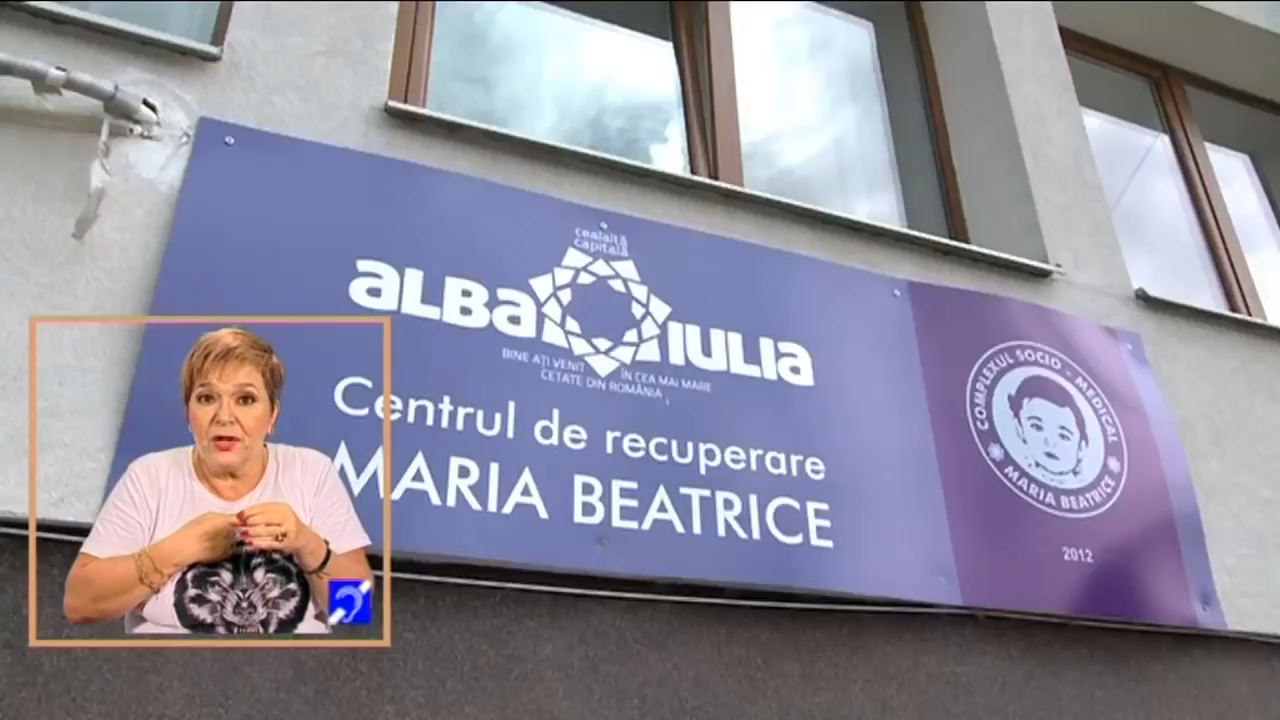 cealaltă
capitală
ALBA IULIA
BINE AȚI VENIT ÎN CEA MAI MARE
CETATE DIN ROMÂNIA
Centrul de recuperare
MARIA BEATRICE
COMPLEXUL SOCIO - MEDICAL
MARIA BEATRICE
2012